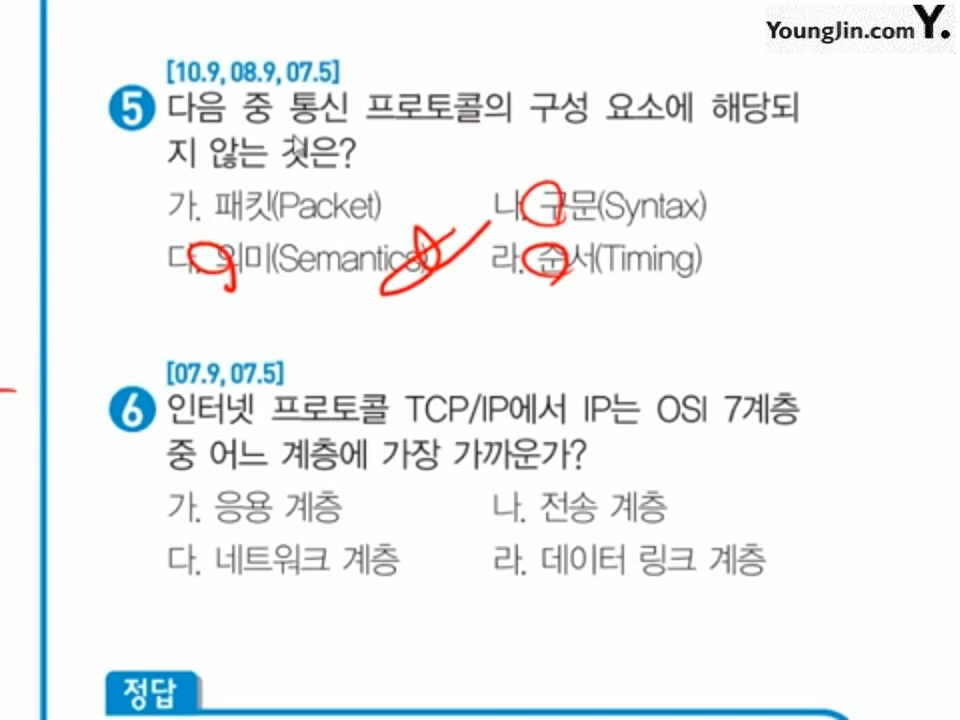 YoungJin.com Y.
[10.9, 08.9, 07.5]
5 다음 중 통신 프로토콜의 구성 요소에 해당되
지 않는 것은?
가. 패킷(Packet) 나. 구문(Syntax)
다. 의미(Semantics) 라. 순서(Timing)
[07.9, 07.5]
6 인터넷 프로토콜 TCP/IP에서 IP는 OSI 7계층
중 어느 계층에 가장 가까운가?
가. 응용 계층 나. 전송 계층
다. 네트워크 계층 라. 데이터 링크 계층
정답